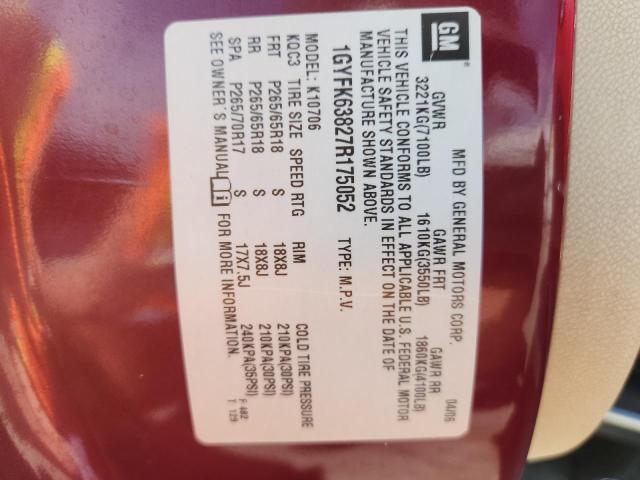 GM
MFD BY GENERAL MOTORS CORP. 04/06
GVWR GAWR FRT GAWR RR
3221KG(7100LB) 1610KG(3550LB) 1860KG(4100LB)
THIS VEHICLE CONFORMS TO ALL APPLICABLE U.S. FEDERAL MOTOR
VEHICLE SAFETY STANDARDS IN EFFECT ON THE DATE OF
MANUFACTURE SHOWN ABOVE.
1GYFK63827R175052 TYPE: M.P.V.
MODEL: K10706
KQC3 TIRE SIZE SPEED RTG RIM COLD TIRE PRESSURE
FRT P265/65R18 S 18X8J 210KPA(30PSI)
RR P265/65R18 S 18X8J 210KPA(30PSI)
SPA P265/70R17 S 17X7.5J 240KPA(35PSI)
SEE OWNER'S MANUAL i FOR MORE INFORMATION.
F 482
T 129